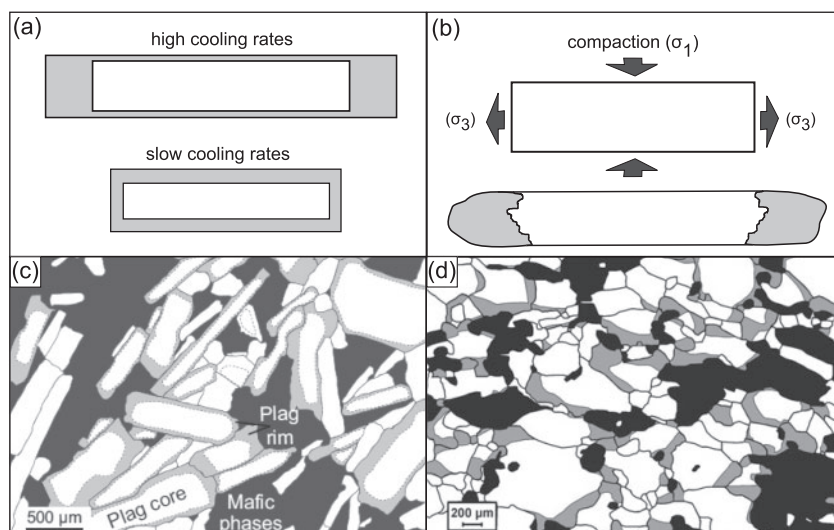 (a)
high cooling rates
slow cooling rates
(b)
compaction (σ1)
(σ3)
(σ3)
(c)
Plag
rim
Plag core
Mafic
phases
500 µm
(d)
200 µm